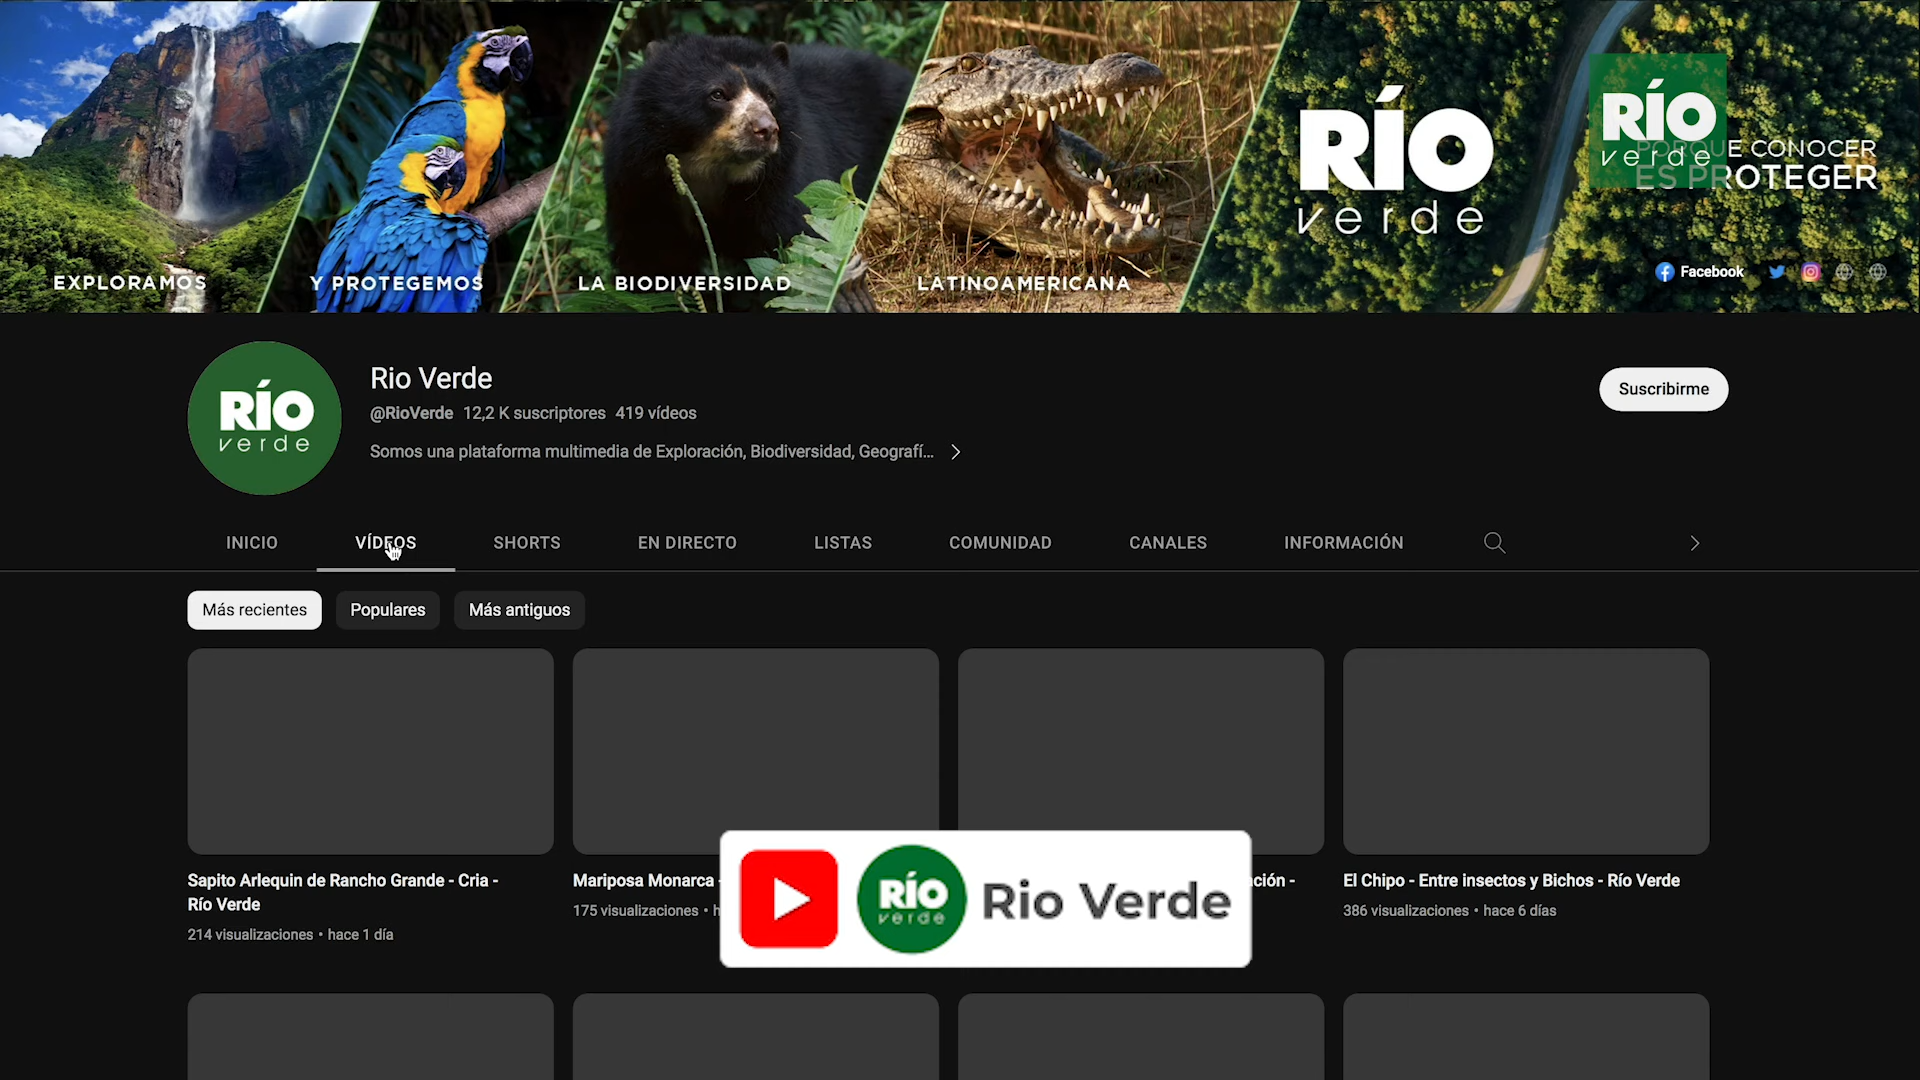 EXPLORAMOS
Y PROTEGEMOS
LA BIODIVERSIDAD
LATINOAMERICANA
RÍO
verde
RÍO
verde
E CONOCER
ES PROTEGER
Facebook
RÍO
verde
Rio Verde
@RioVerde 12,2 K suscriptores 419 vídeos
Somos una plataforma multimedia de Exploración, Biodiversidad, Geografí...
Suscribirme
INICIO VÍDEOS SHORTS EN DIRECTO LISTAS COMUNIDAD CANALES INFORMACIÓN
Más recientes Populares Más antiguos
Sapito Arlequin de Rancho Grande - Cria -
Río Verde
214 visualizaciones • hace 1 día
Mariposa Monarca
175 visualizaciones • h
ción -
El Chipo - Entre insectos y Bichos - Río Verde
386 visualizaciones • hace 6 días
RÍO
verde
Rio Verde